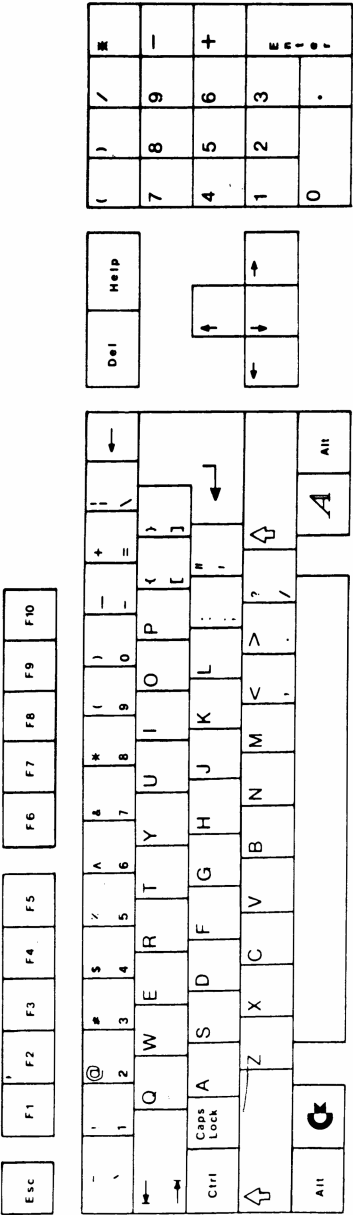 Esc F1 F2 F3 F4 F5 F6 F7 F8 F9 F10
~ ! @ # $ % ^ & * ( ) — + ¦ ← Del Help ( ) / *
` 1 2 3 4 5 6 7 8 9 0 - = \
Q W E R T Y U I O P { } 7 8 9 —
[ ]
Ctrl Caps Lock A S D F G H J K L : " ↑ 4 5 6 +
; '
⇧ Z X C V B N M < > ? ⇧ ← ↓ → 1 2 3 Enter
, . /
Alt A Alt 0 .